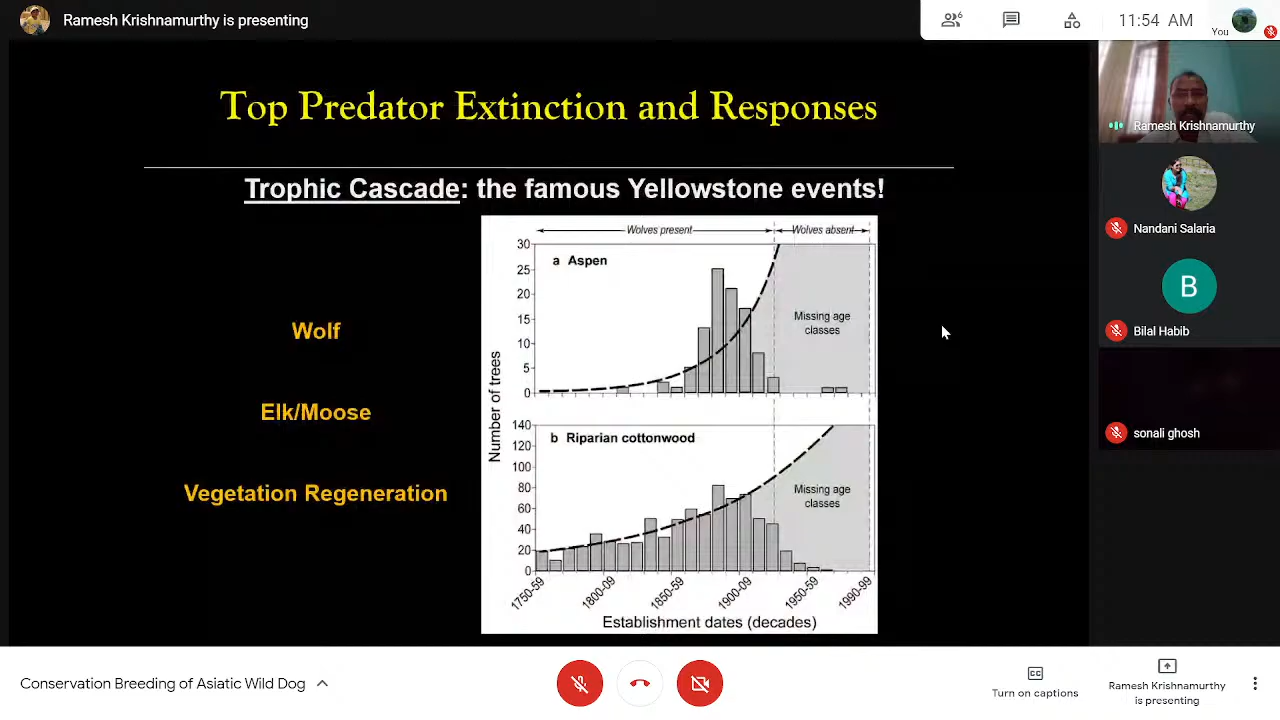 Ramesh Krishnamurthy is presenting
6
11:54 AM
You
Top Predator Extinction and Responses
Trophic Cascade: the famous Yellowstone events!
Wolf
Elk/Moose
Vegetation Regeneration
Wolves present
Wolves absent
30
25
20
15
10
5
0
a Aspen
Missing age
classes
Number of trees
140
120
100
80
60
40
20
0
b Riparian cottonwood
Missing age
classes
1750-59
1800-09
1850-59
1900-09
1950-59
1990-99
Establishment dates (decades)
Ramesh Krishnamurthy
Nandani Salaria
B
Bilal Habib
sonali ghosh
Conservation Breeding of Asiatic Wild Dog
CC
Turn on captions
Ramesh Krishnamurthy
is presenting